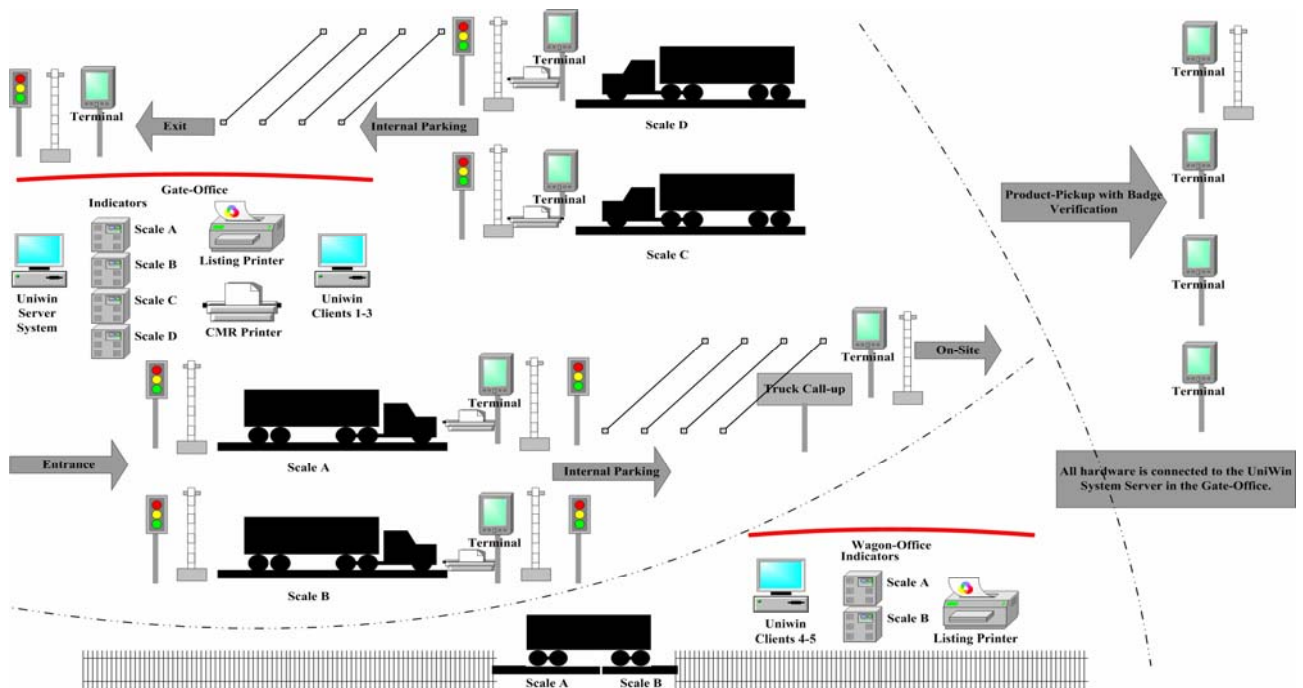 Terminal
Exit
Internal Parking
Terminal
Scale D
Terminal
Scale C
Terminal
Terminal
Product-Pickup with Badge
Verification
Terminal
Terminal
Gate-Office
Indicators
Scale A
Scale B
Scale C
Scale D
Uniwin
Server
System
Listing Printer
CMR Printer
Uniwin
Clients 1-3
Entrance
Terminal
Scale A
Terminal
Scale B
Internal Parking
Truck Call-up
Terminal
On-Site
All hardware is connected to the UniWin
System Server in the Gate-Office.
Wagon-Office
Indicators
Scale A
Scale B
Uniwin
Clients 4-5
Listing Printer
Scale A
Scale B